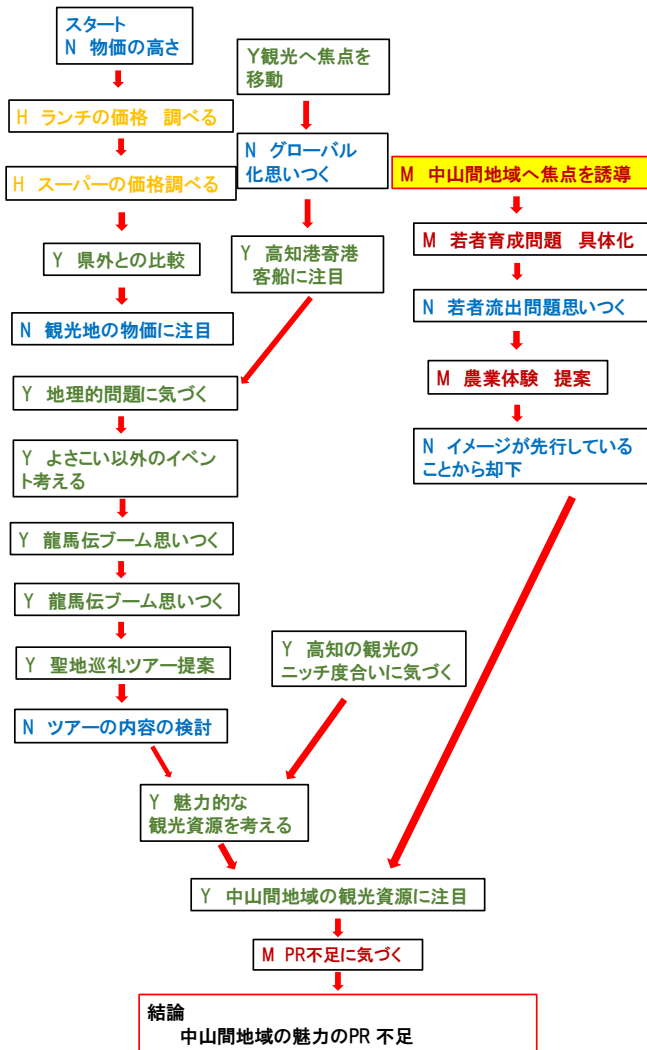 スタート
N 物価の高さ
H ランチの価格 調べる
H スーパーの価格調べる
Y 県外との比較
N 観光地の物価に注目
Y観光へ焦点を
移動
N グローバル
化思いつく
Y 高知港寄港
客船に注目
M 中山間地域へ焦点を誘導
M 若者育成問題 具体化
N 若者流出問題思いつく
M 農業体験 提案
N イメージが先行している
ことから却下
Y 地理的問題に気づく
Y よさこい以外のイベン
ト考える
Y 龍馬伝ブーム思いつく
Y 龍馬伝ブーム思いつく
Y 聖地巡礼ツアー提案
N ツアーの内容の検討
Y 高知の観光の
ニッチ度合いに気づく
Y 魅力的な
観光資源を考える
Y 中山間地域の観光資源に注目
M PR不足に気づく
結論
中山間地域の魅力のPR 不足